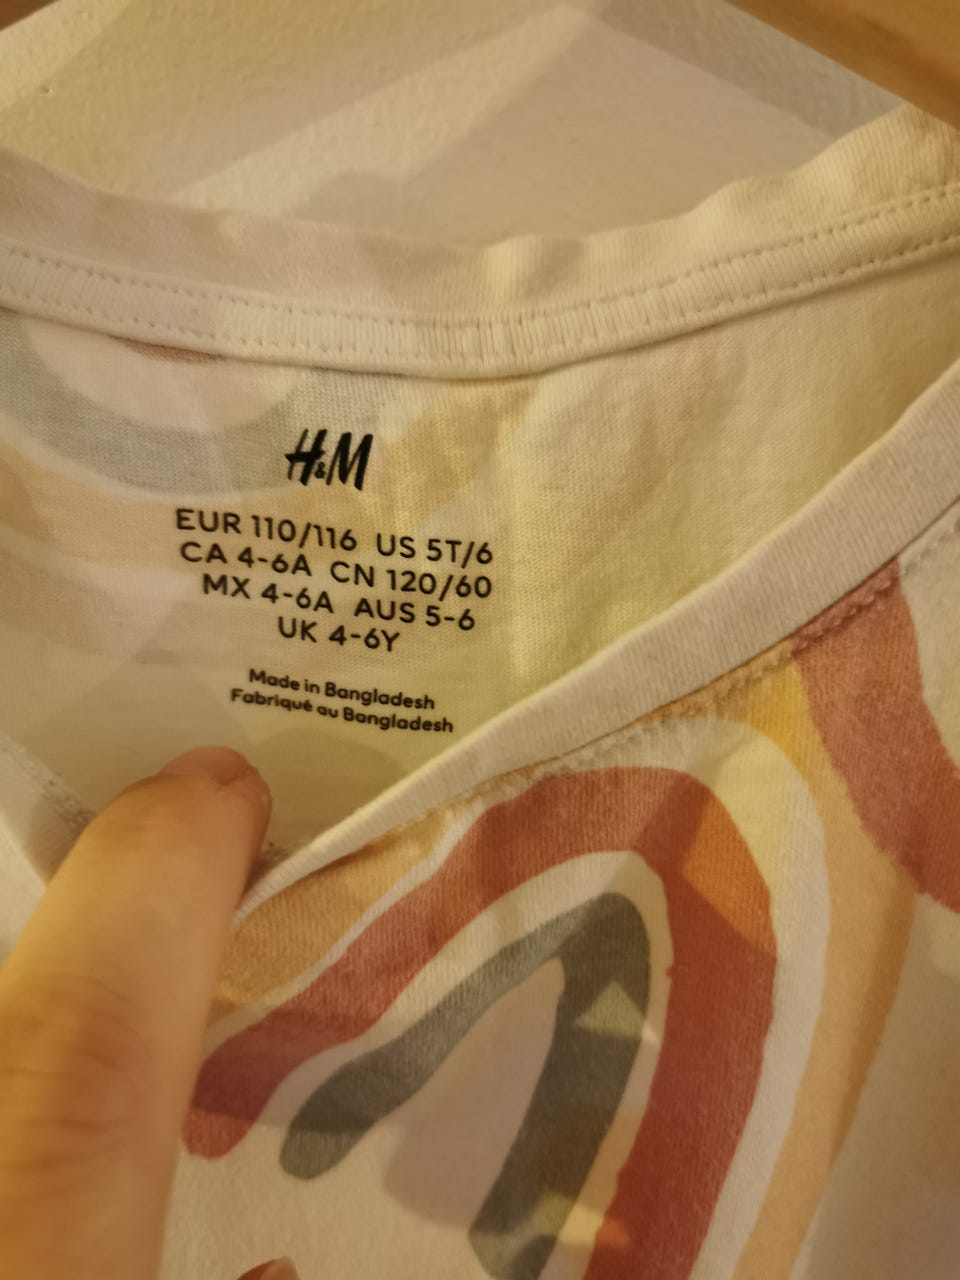 H&M
EUR 110/116 US 5T/6
CA 4-6A CN 120/60
MX 4-6A AUS 5-6
UK 4-6Y
Made in Bangladesh
Fabriqué au Bangladesh